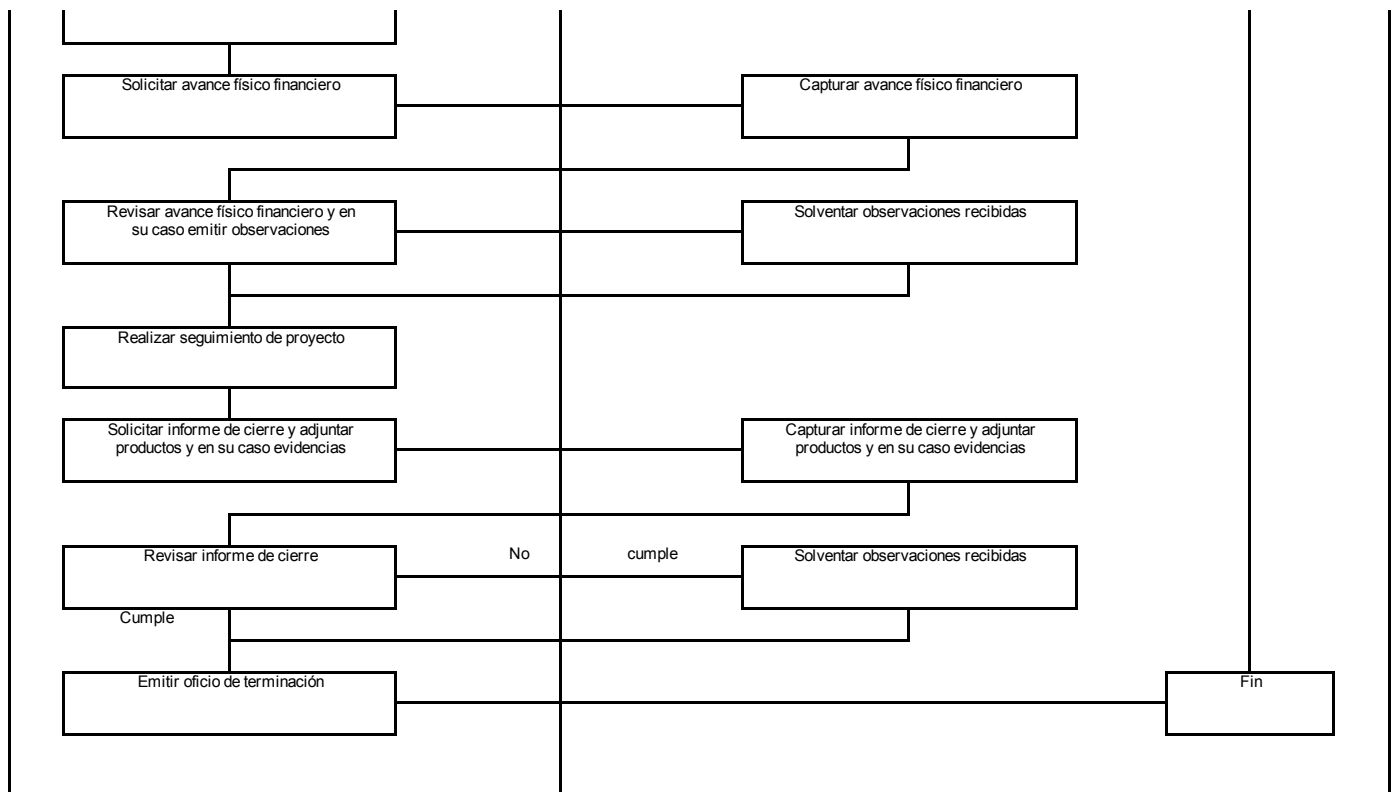 Solicitar avance físico financiero
Capturar avance físico financiero
Revisar avance físico financiero y en
su caso emitir observaciones
Solventar observaciones recibidas
Realizar seguimiento de proyecto
Solicitar informe de cierre y adjuntar
productos y en su caso evidencias
Capturar informe de cierre y adjuntar
productos y en su caso evidencias
Revisar informe de cierre
No cumple
Solventar observaciones recibidas
Cumple
Emitir oficio de terminación
Fin